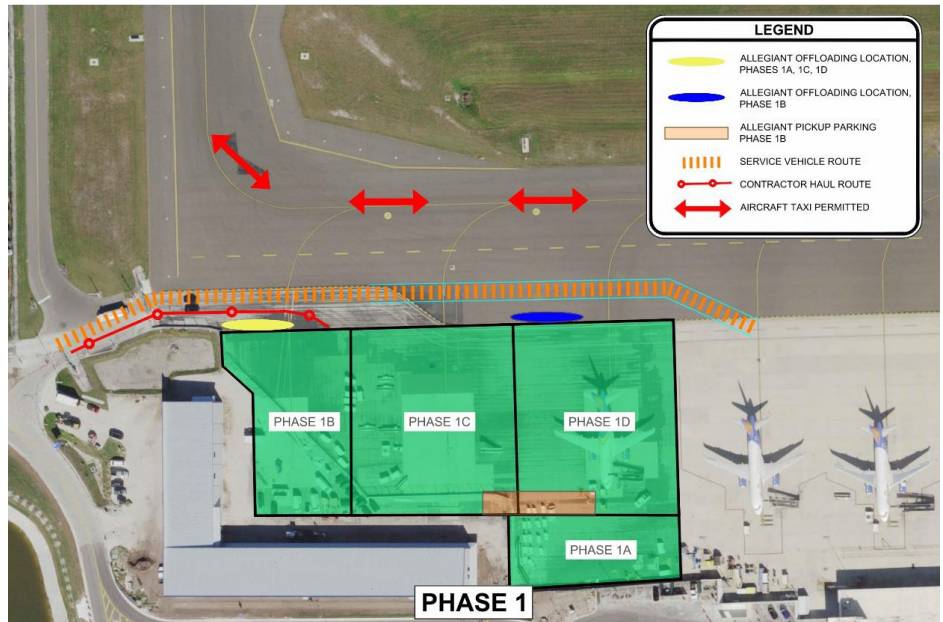 LEGEND
ALLEGIANT OFFLOADING LOCATION,
PHASES 1A, 1C, 1D
ALLEGIANT OFFLOADING LOCATION,
PHASE 1B
ALLEGIANT PICKUP PARKING
PHASE 1B
SERVICE VEHICLE ROUTE
CONTRACTOR HAUL ROUTE
AIRCRAFT TAXI PERMITTED
PHASE 1B
PHASE 1C
PHASE 1D
PHASE 1A
PHASE 1